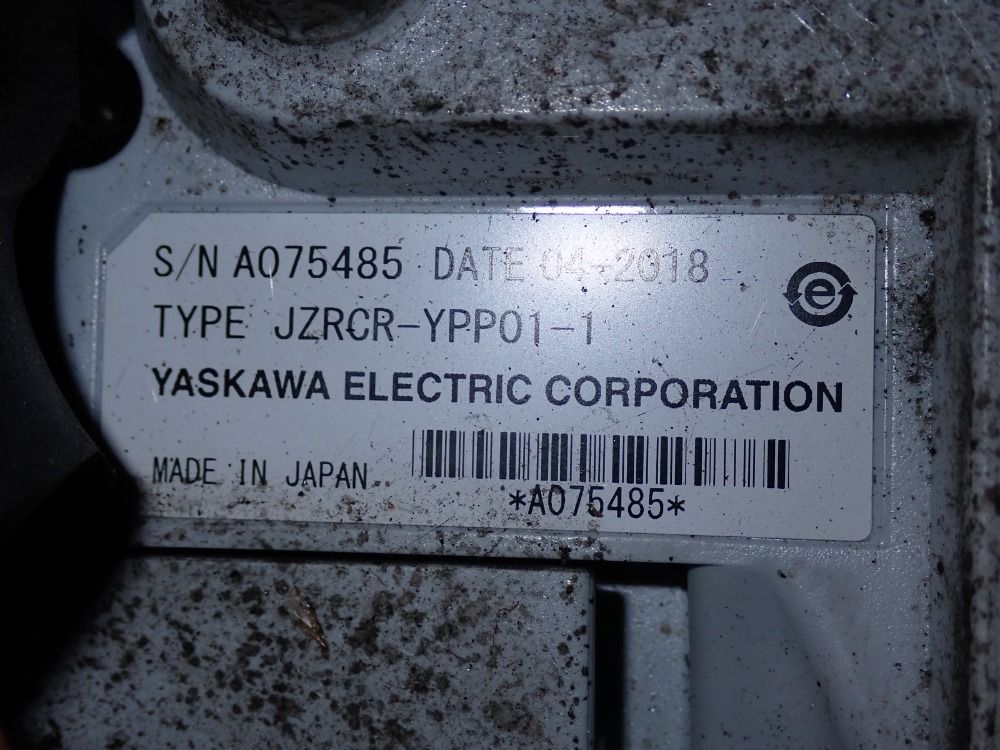 S/N A075485 DATE 04-2018
e
TYPE JZRCR-YPP01-1
YASKAWA ELECTRIC CORPORATION
MADE IN JAPAN
*A075485*